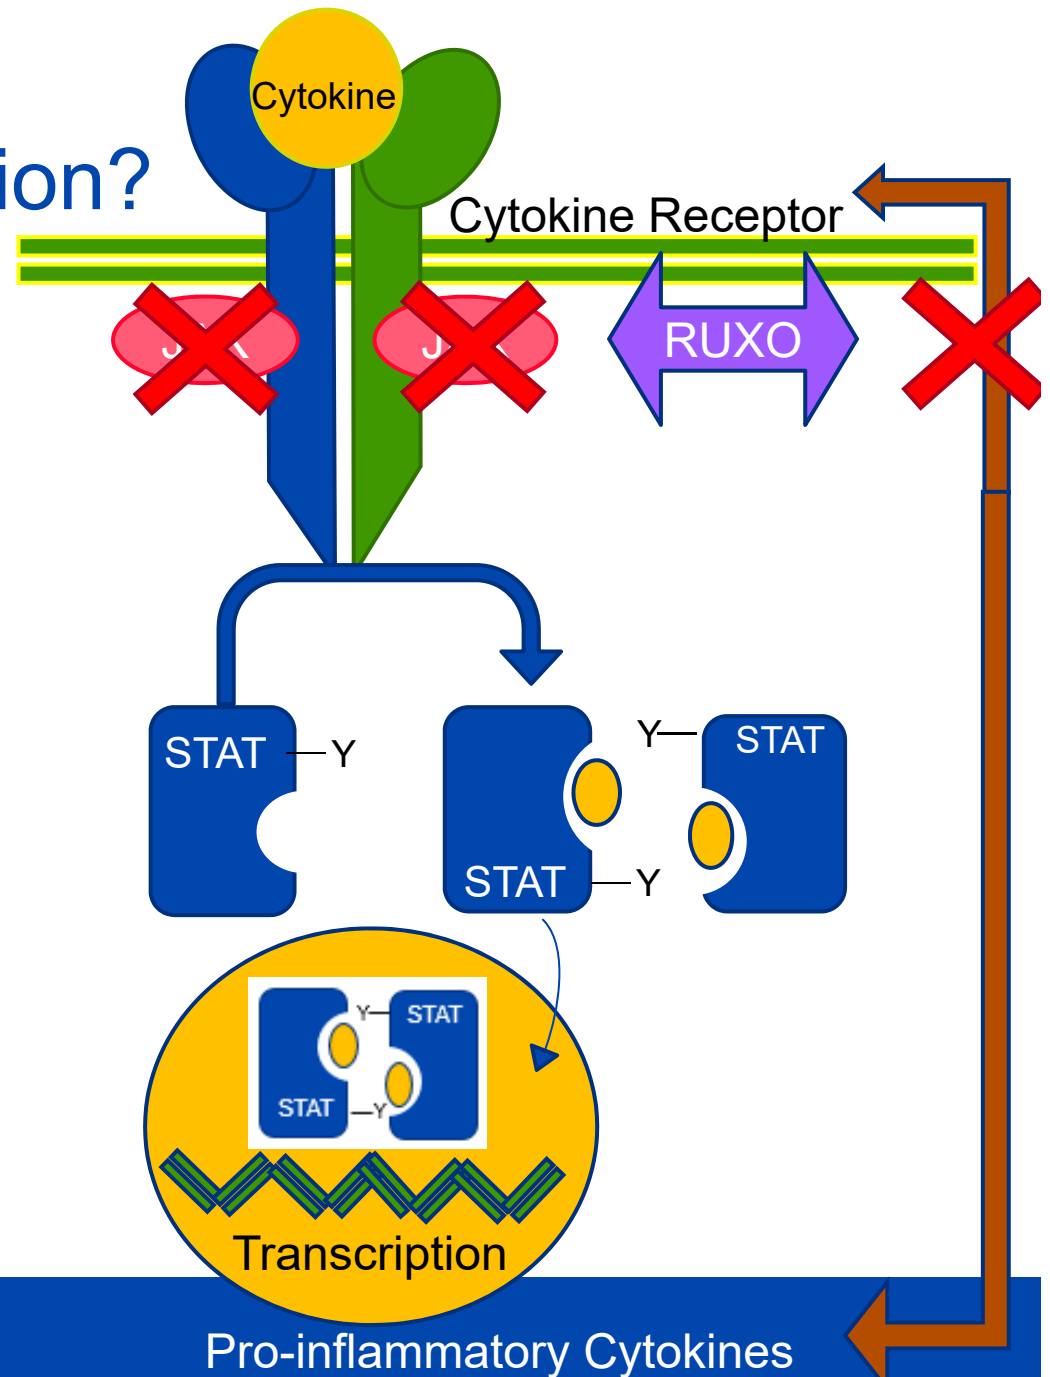 Cytokine
ion?
Cytokine Receptor
RUXO
STAT
Y
Y
STAT
STAT
Y
Y
STAT
STAT
Y
Transcription
Pro-inflammatory Cytokines